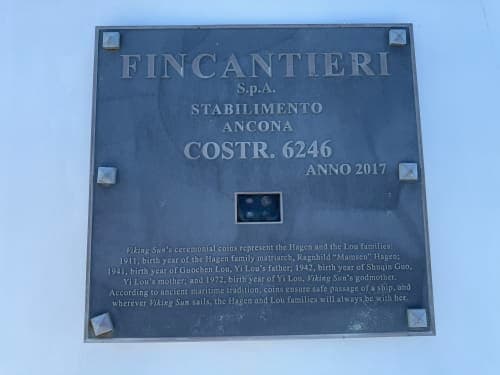 FINCANTIERI
S.p.A.
STABILIMENTO
ANCONA
COSTR. 6246
ANNO 2017
Viking Sun's ceremonial coins represent the Hagen and the Lou families:
1911, birth year of the Hagen family matriarch, Ragnhild "Mamsen" Hagen;
1941, birth year of Guochen Lou, Yi Lou's father; 1942, birth year of Shuqin Guo,
Yi Lou's mother; and 1972, birth year of Yi Lou, Viking Sun's godmother.
According to ancient maritime tradition, coins ensure safe passage of a ship, and
wherever Viking Sun sails, the Hagen and Lou families will always be with her.